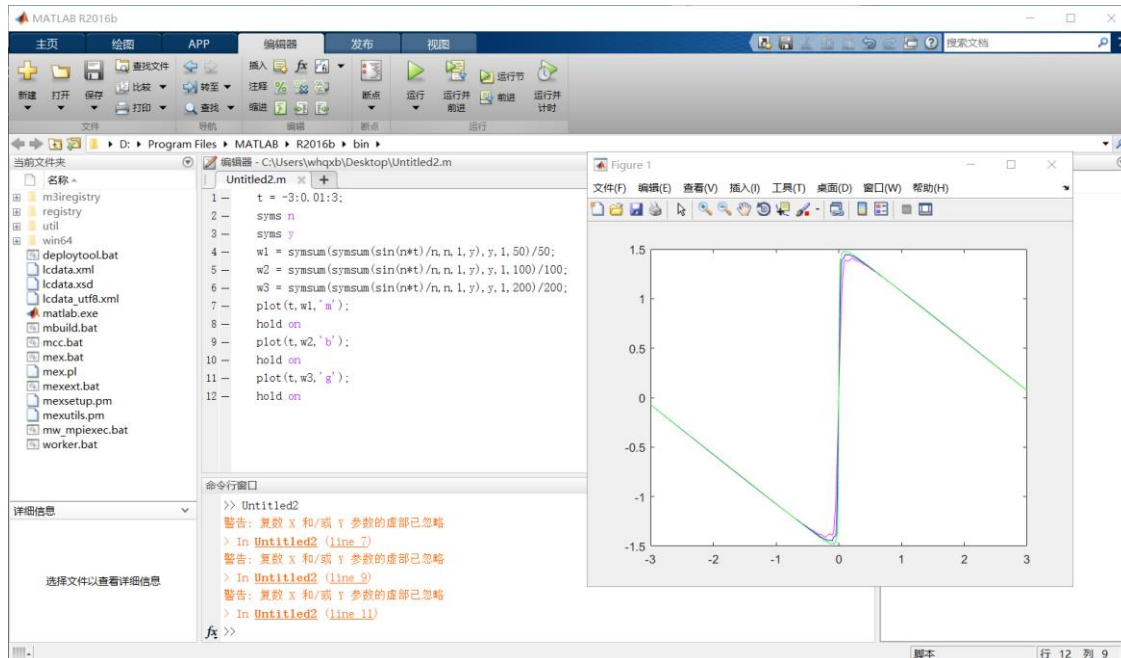 MATLAB R2016b
主页 绘图 APP 编辑器 发布 视图 搜索文档
新建 打开 保存 查找文件 比较 打印
转至 查找
插入 fx
注释
缩进
断点 运行 运行并前进 运行节 前进 运行并计时
文件 导航 编辑 断点 运行
D: Program Files MATLAB R2016b bin
当前文件夹
名称
m3iregistry
registry
util
win64
deploytool.bat
lcdata.xml
lcdata.xsd
lcdata_utf8.xml
matlab.exe
mbuild.bat
mcc.bat
mex.bat
mex.pl
mexext.bat
mexsetup.pm
mexutils.pm
mw_mpiexec.bat
worker.bat
详细信息
选择文件以查看详细信息
编辑器 - C:\Users\whqxb\Desktop\Untitled2.m
Untitled2.m
1 — t = -3:0.01:3;
2 — syms n
3 — syms y
4 — w1 = symsum(symsum(sin(n*t)/n,n,1,y),y,1,50)/50;
5 — w2 = symsum(symsum(sin(n*t)/n,n,1,y),y,1,100)/100;
6 — w3 = symsum(symsum(sin(n*t)/n,n,1,y),y,1,200)/200;
7 — plot(t,w1,'m');
8 — hold on
9 — plot(t,w2,'b');
10 — hold on
11 — plot(t,w3,'g');
12 — hold on
命令行窗口
>> Untitled2
警告: 复数 X 和/或 Y 参数的虚部已忽略
> In Untitled2 (line 7)
警告: 复数 X 和/或 Y 参数的虚部已忽略
> In Untitled2 (line 9)
警告: 复数 X 和/或 Y 参数的虚部已忽略
> In Untitled2 (line 11)
fx >>
Figure 1
文件(F) 编辑(E) 查看(V) 插入(I) 工具(T) 桌面(D) 窗口(W) 帮助(H)
1.5
1
0.5
0
-0.5
-1
-1.5
-3 -2 -1 0 1 2 3
脚本 行 12 列 9